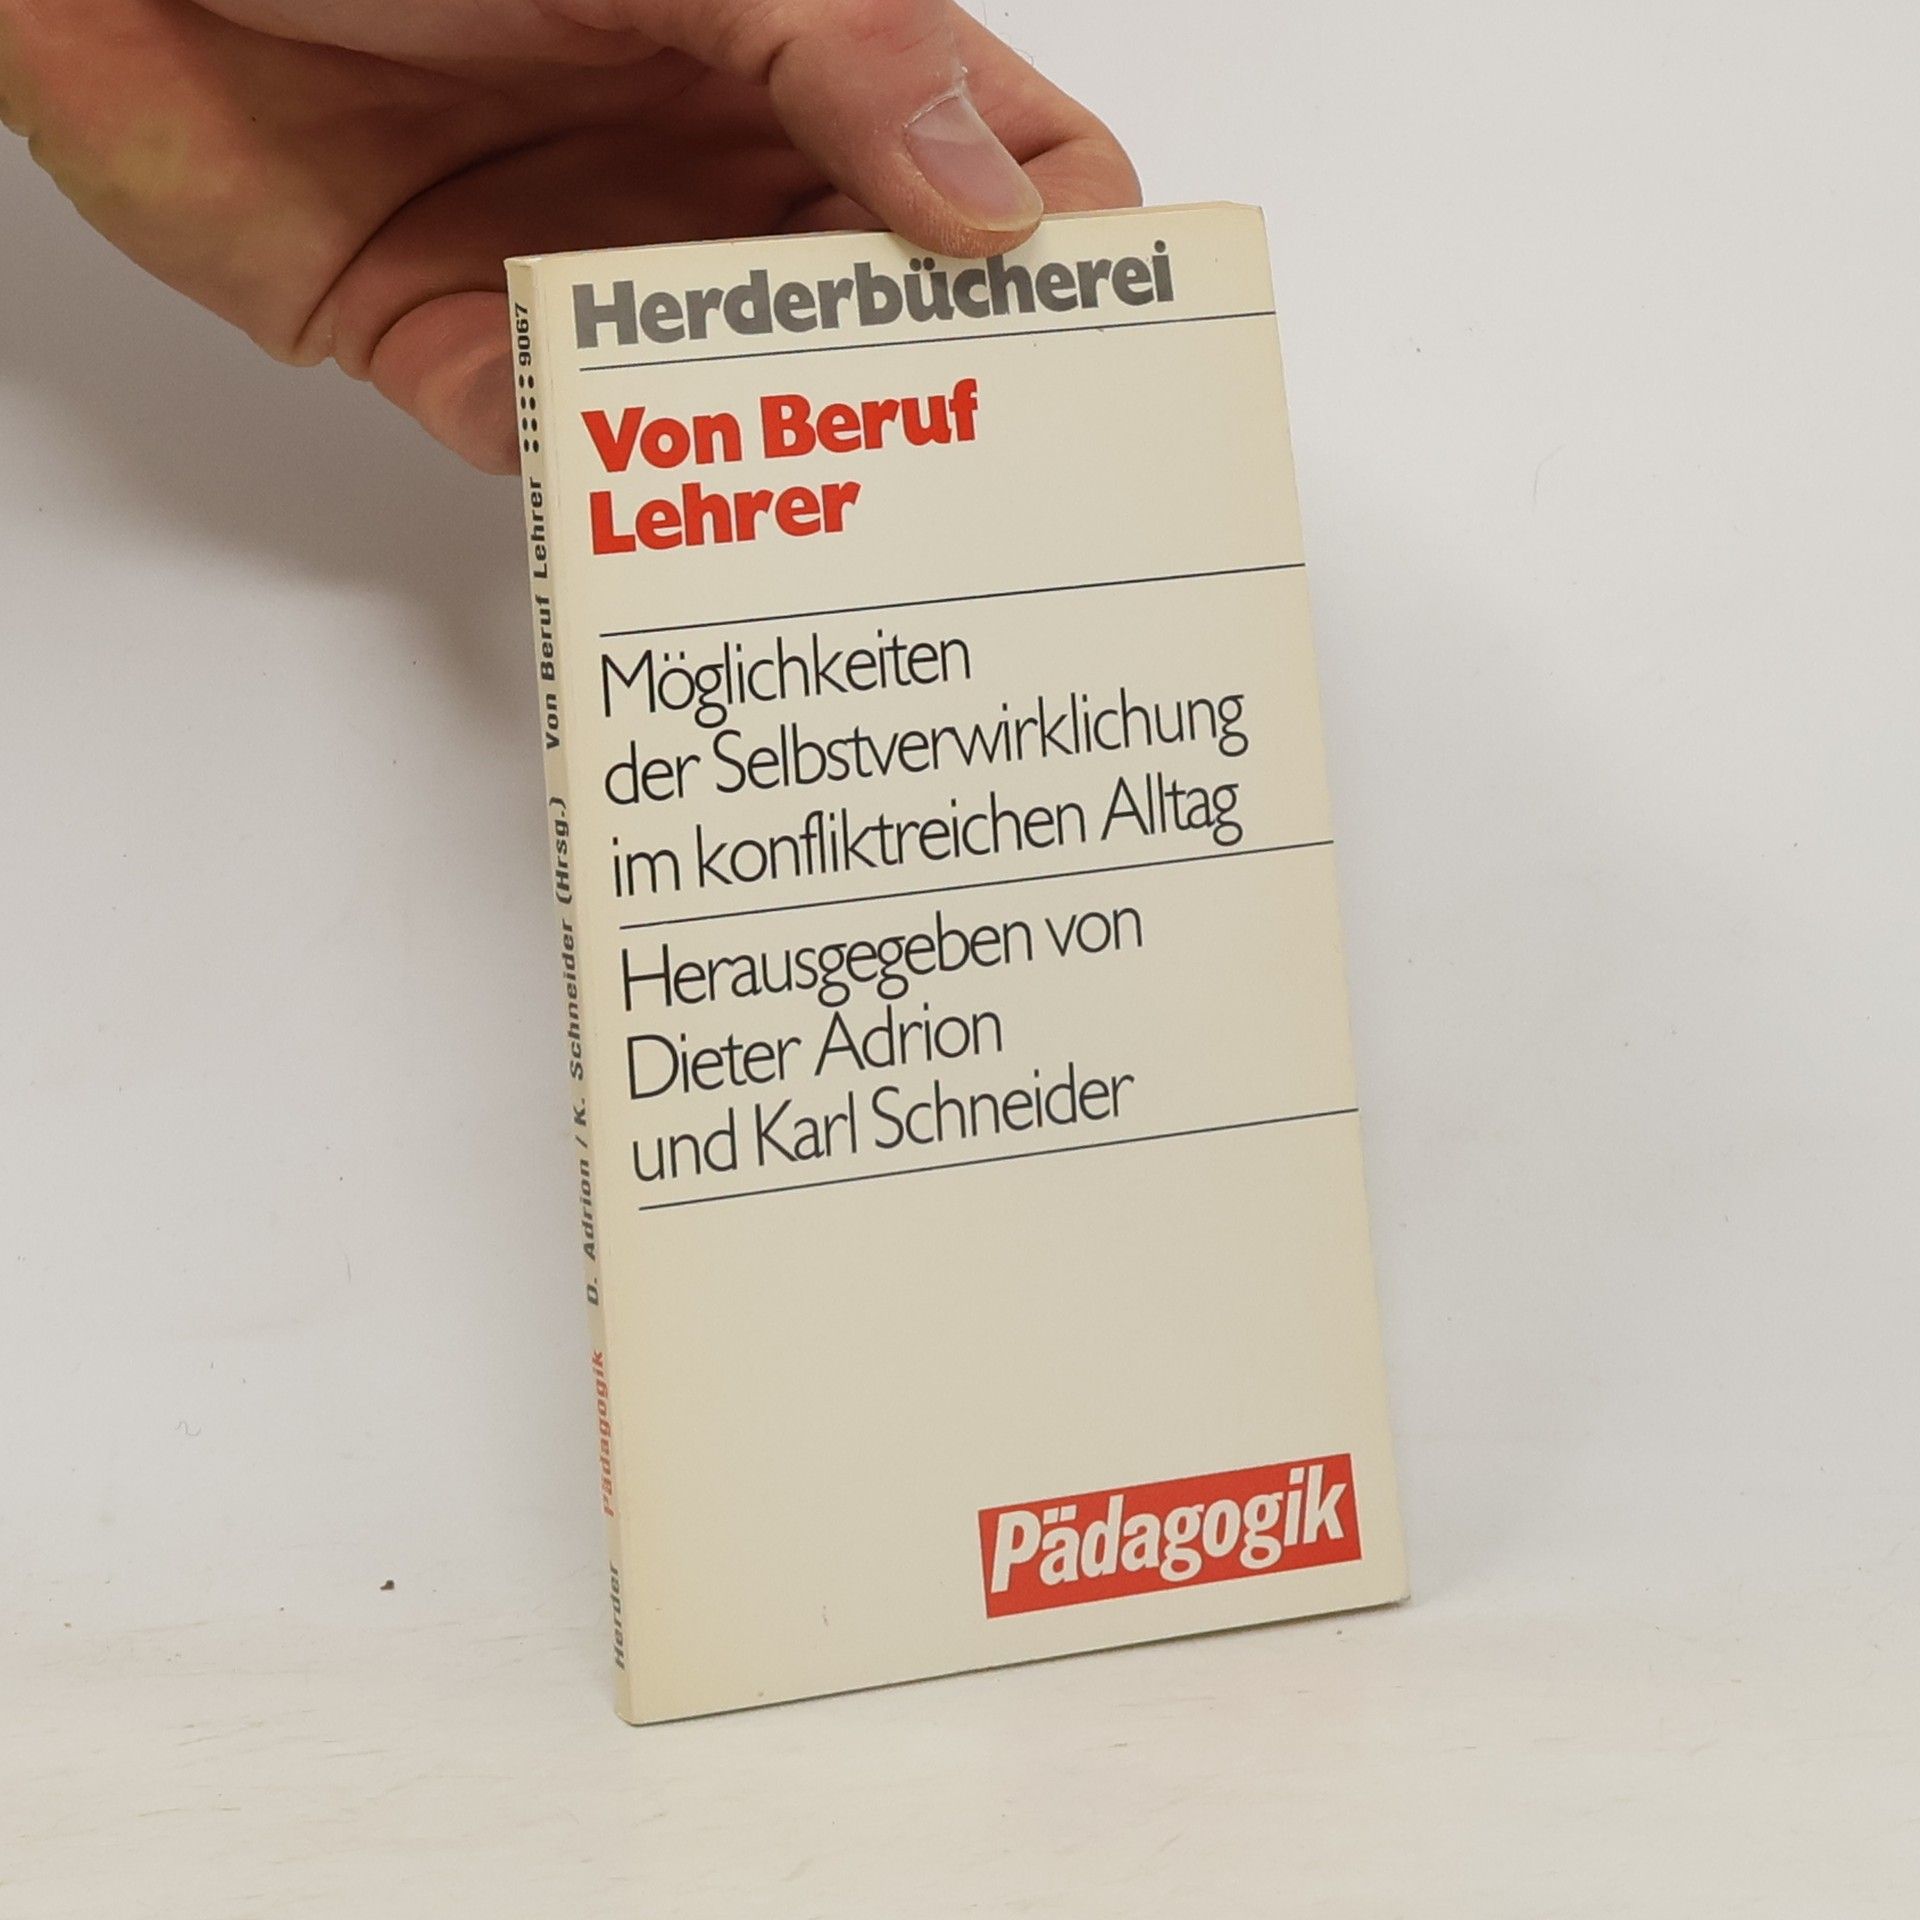 Herderbücherei
Von Beruf
Lehrer
Möglichkeiten
der Selbstverwirklichung
im konfliktreichen Alltag
Herausgegeben von
Dieter Adrion
und Karl Schneider
Pädagogik
Herder Pädagogik D. Adrion / K. Schneider (Hrsg.) Von Beruf Lehrer 9067